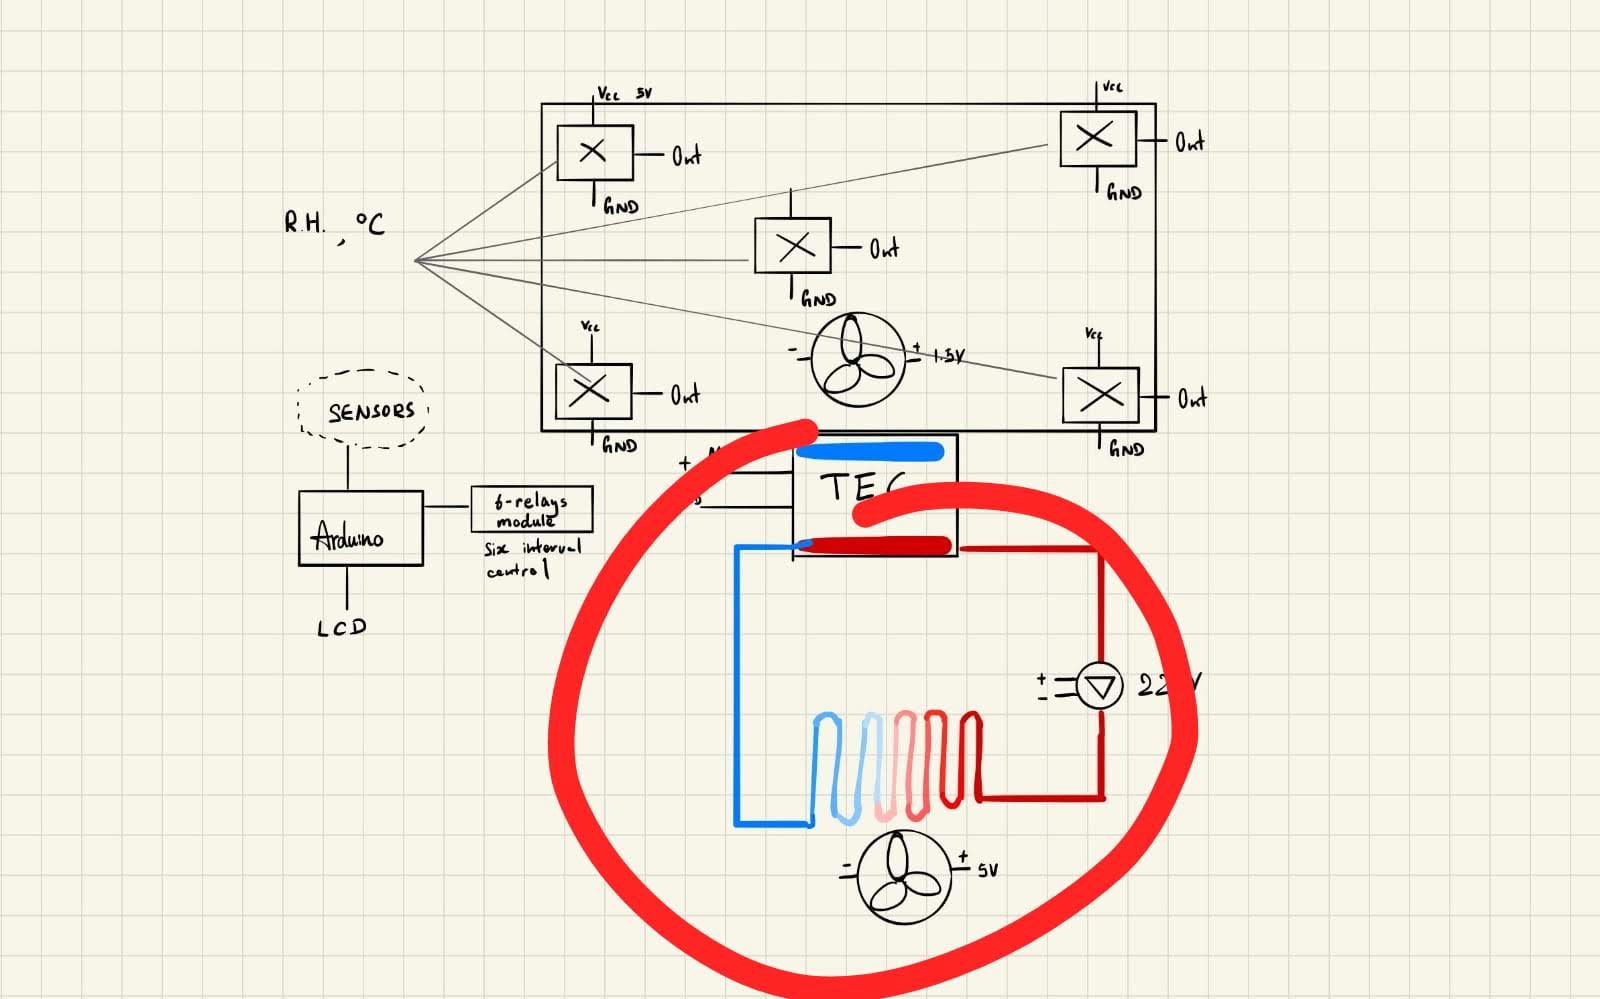 Vcc 5V
Vcc
Out
Out
GND
GND
R.H., °C
Out
GND
Vcc
Vcc
- + 1.5V
Out
Out
SENSORS
GND
GND
+
TEC
6-relays
module
Arduino
Six interval
control
LCD
+
-
- + 5V